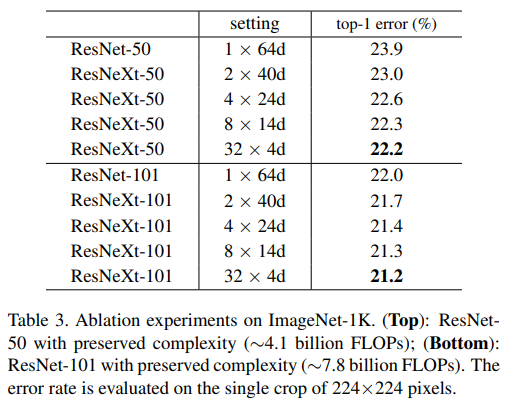 setting top-1 error (%)
ResNet-50 1 × 64d 23.9
ResNeXt-50 2 × 40d 23.0
ResNeXt-50 4 × 24d 22.6
ResNeXt-50 8 × 14d 22.3
ResNeXt-50 32 × 4d 22.2
ResNet-101 1 × 64d 22.0
ResNeXt-101 2 × 40d 21.7
ResNeXt-101 4 × 24d 21.4
ResNeXt-101 8 × 14d 21.3
ResNeXt-101 32 × 4d 21.2
Table 3. Ablation experiments on ImageNet-1K. (Top): ResNet-
50 with preserved complexity (∼4.1 billion FLOPs); (Bottom):
ResNet-101 with preserved complexity (∼7.8 billion FLOPs). The
error rate is evaluated on the single crop of 224×224 pixels.